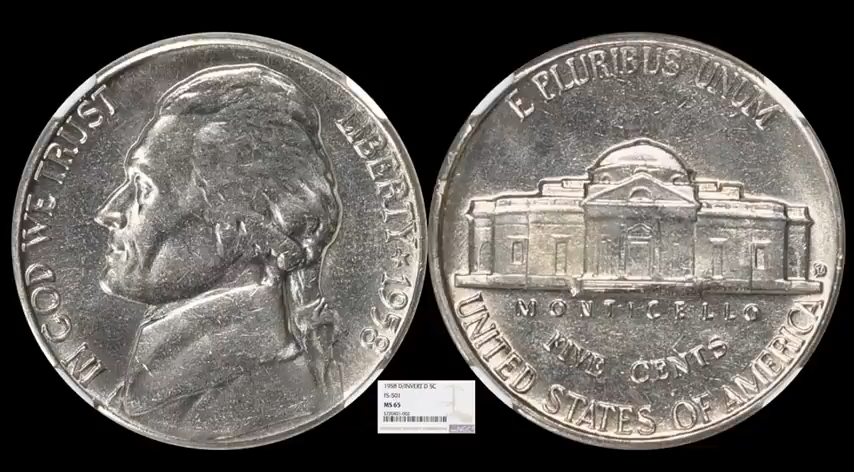 IN GOD WE TRUST
LIBERTY ★ 1958
E PLURIBUS UNUM
D
MONTICELLO
FIVE CENTS
UNITED STATES OF AMERICA
1958 D/INVERT D 5C
FS-501
MS 65
NGC